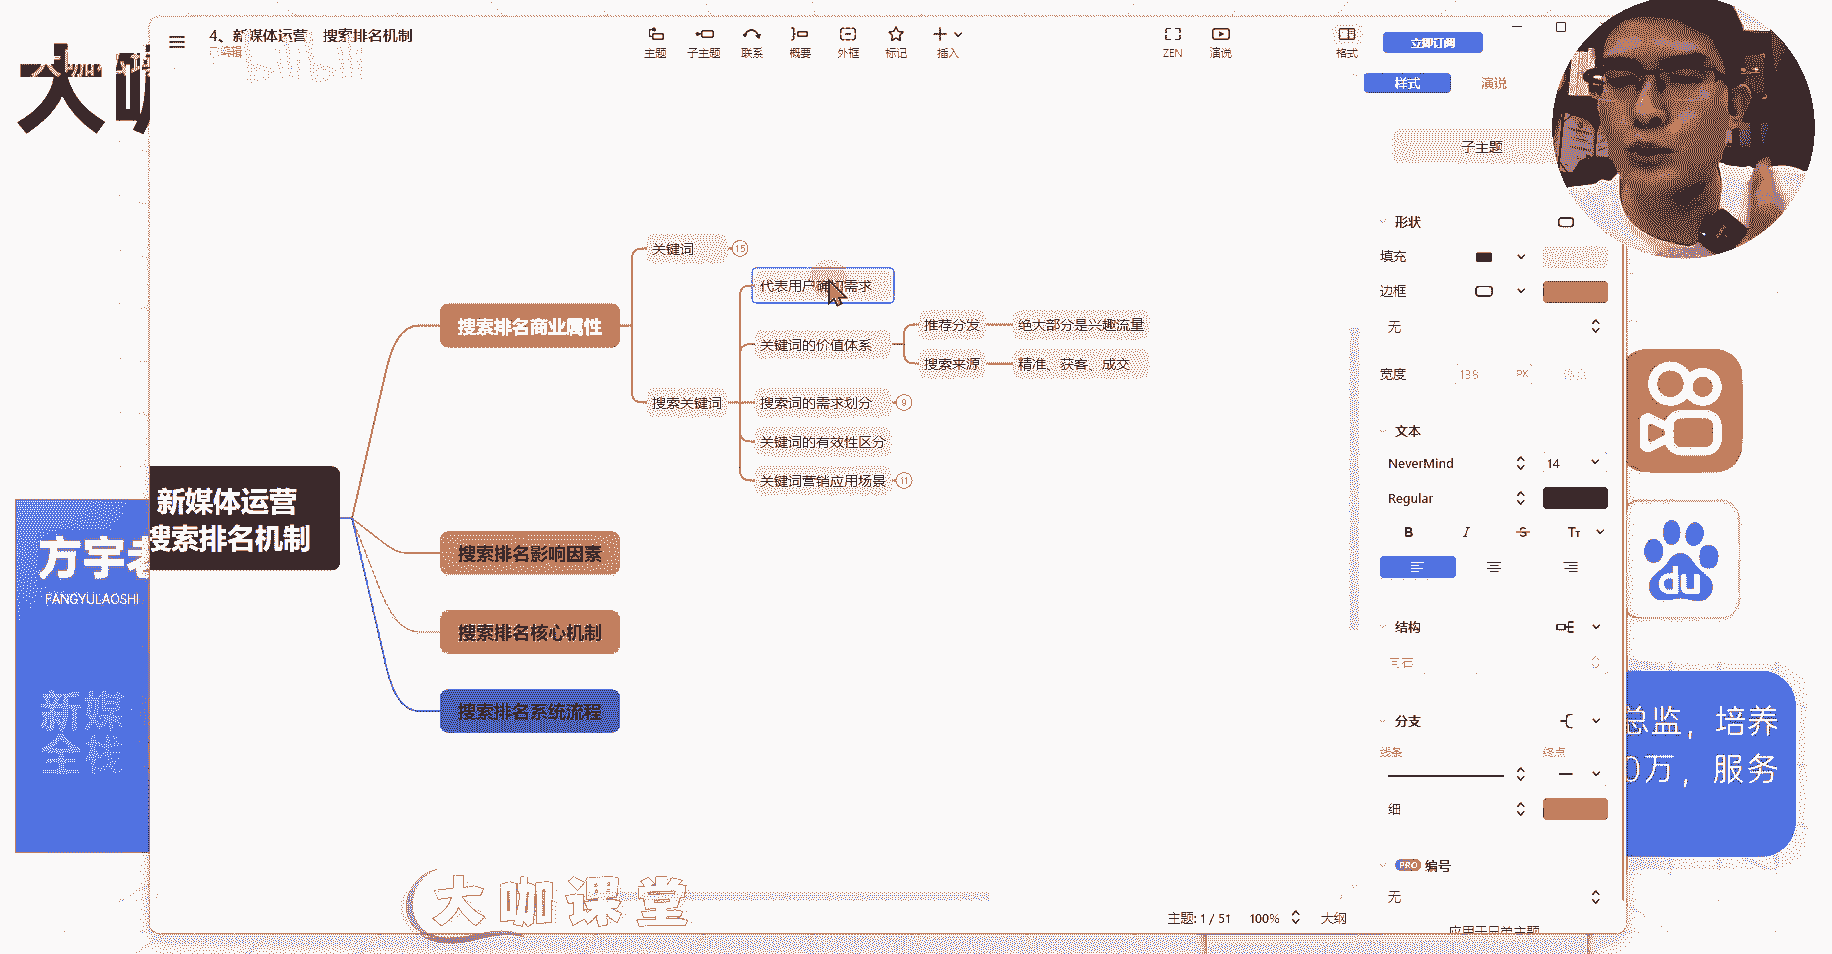 4、新媒体运营 搜索排名机制
已编辑
主题
子主题
联系
概要
外框
标记
插入
ZEN
演说
格式
立即订阅
样式
演说
子主题
形状
填充
边框
无
宽度
136
PX
文本
NeverMind
14
Regular
B
I
S
TT
结构
分支
线条
终点
细
PRO 编号
无
关键词
15
代表用户确切需求
搜索排名商业属性
推荐分发
绝大部分是兴趣流量
关键词的价值体系
搜索来源
精准、获客、成交
搜索关键词
搜索词的需求划分
9
关键词的有效性区分
关键词营销应用场景
11
新媒体运营
搜索排名机制
搜索排名影响因素
搜索排名核心机制
搜索排名系统流程
主题: 1 / 51
100%
大纲
应用于兄弟主题
大咖课堂
大咖
方宇老
FANGYULAOSHI
新媒
全栈
du
总监，培养
0万，服务